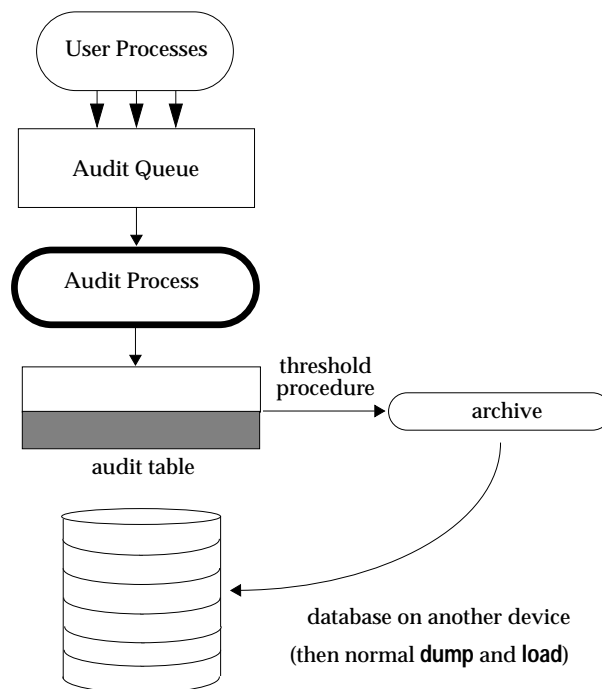 User Processes
Audit Queue
Audit Process
threshold
procedure
archive
audit table
database on another device
(then normal dump and load)